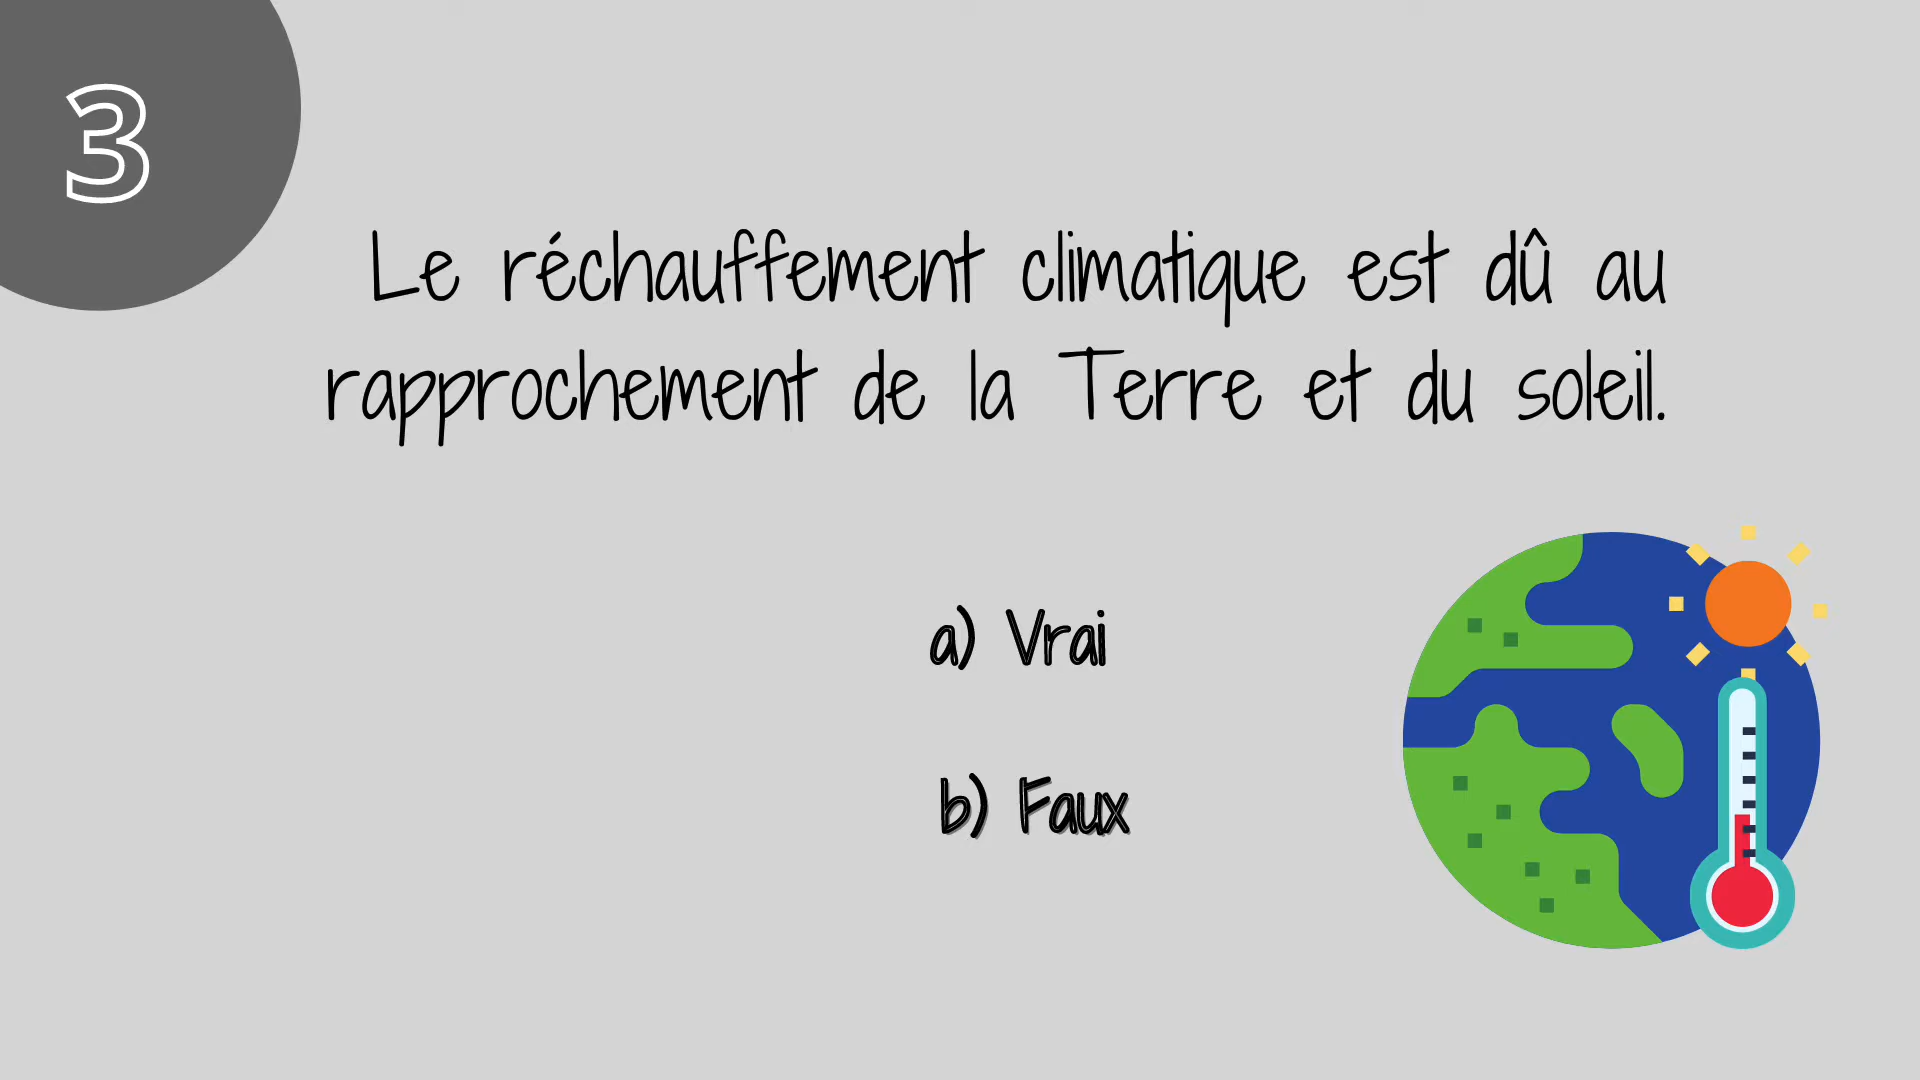 3
Le réchauffement climatique est dû au
rapprochement de la Terre et du soleil.
a) Vrai
b) Faux